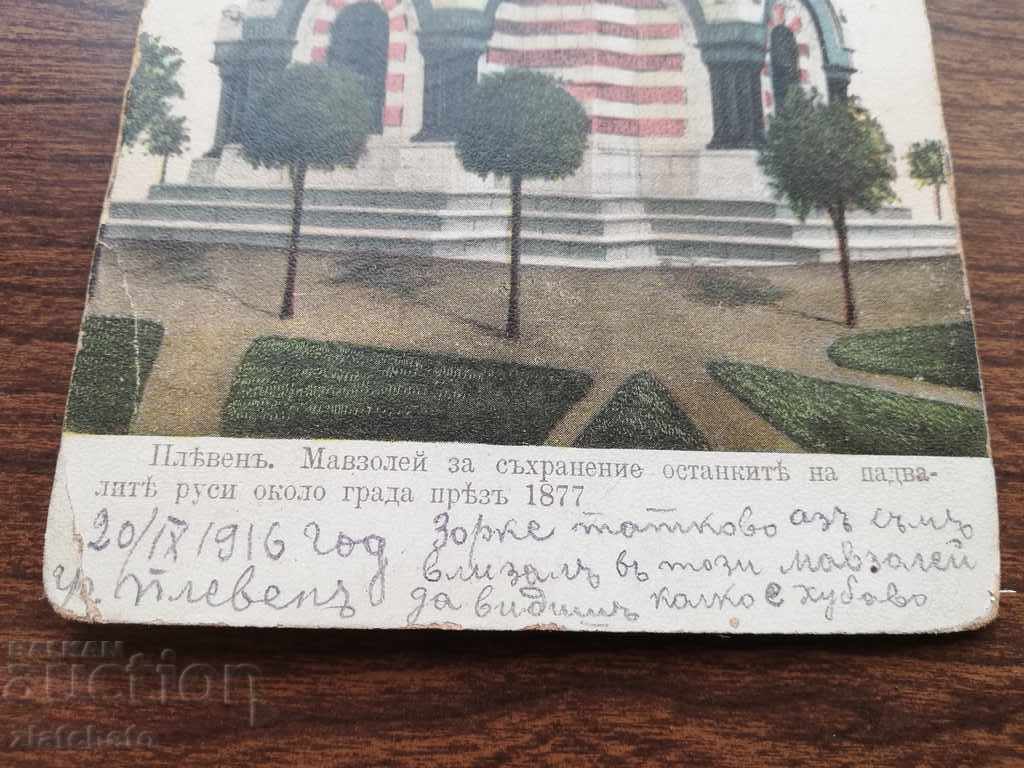 Плѣвенъ. Мавзолей за съхранение останкитѣ на падва-
литѣ руси около града прѣзъ 1877
20/IX 1916 год
гр. Плевенъ
Зорке татково азъ съмъ
влизалъ въ този мавзолей
да видишъ колко е хубаво
BALKAN
auction
zlatchoto